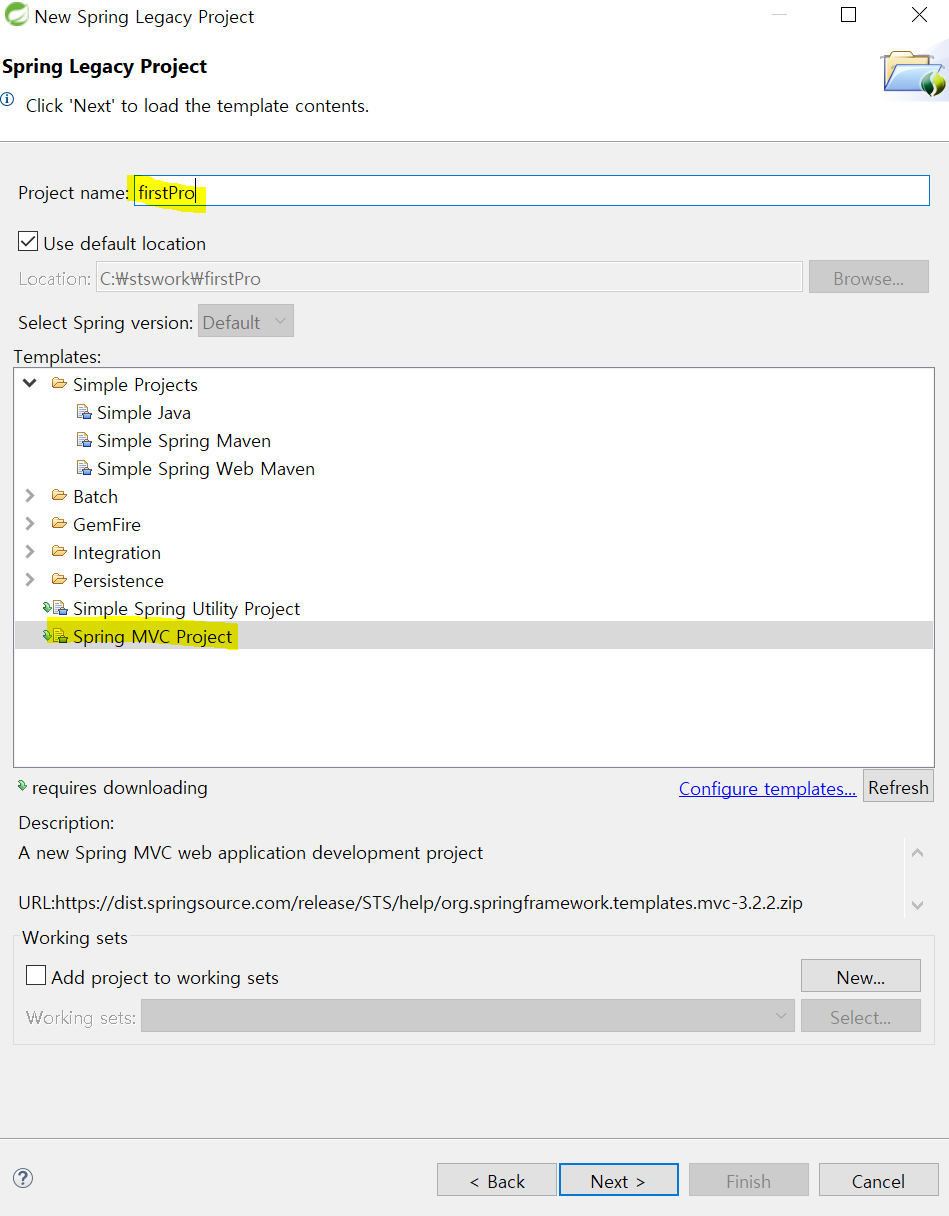 New Spring Legacy Project
Spring Legacy Project
Click 'Next' to load the template contents.
Project name: firstPro
Use default location
Location: C:₩stswork₩firstPro Browse...
Select Spring version: Default
Templates:
Simple Projects
Simple Java
Simple Spring Maven
Simple Spring Web Maven
Batch
GemFire
Integration
Persistence
Simple Spring Utility Project
Spring MVC Project
requires downloading Configure templates... Refresh
Description:
A new Spring MVC web application development project
URL:https://dist.springsource.com/release/STS/help/org.springframework.templates.mvc-3.2.2.zip
Working sets
Add project to working sets New...
Working sets: Select...
? < Back Next > Finish Cancel